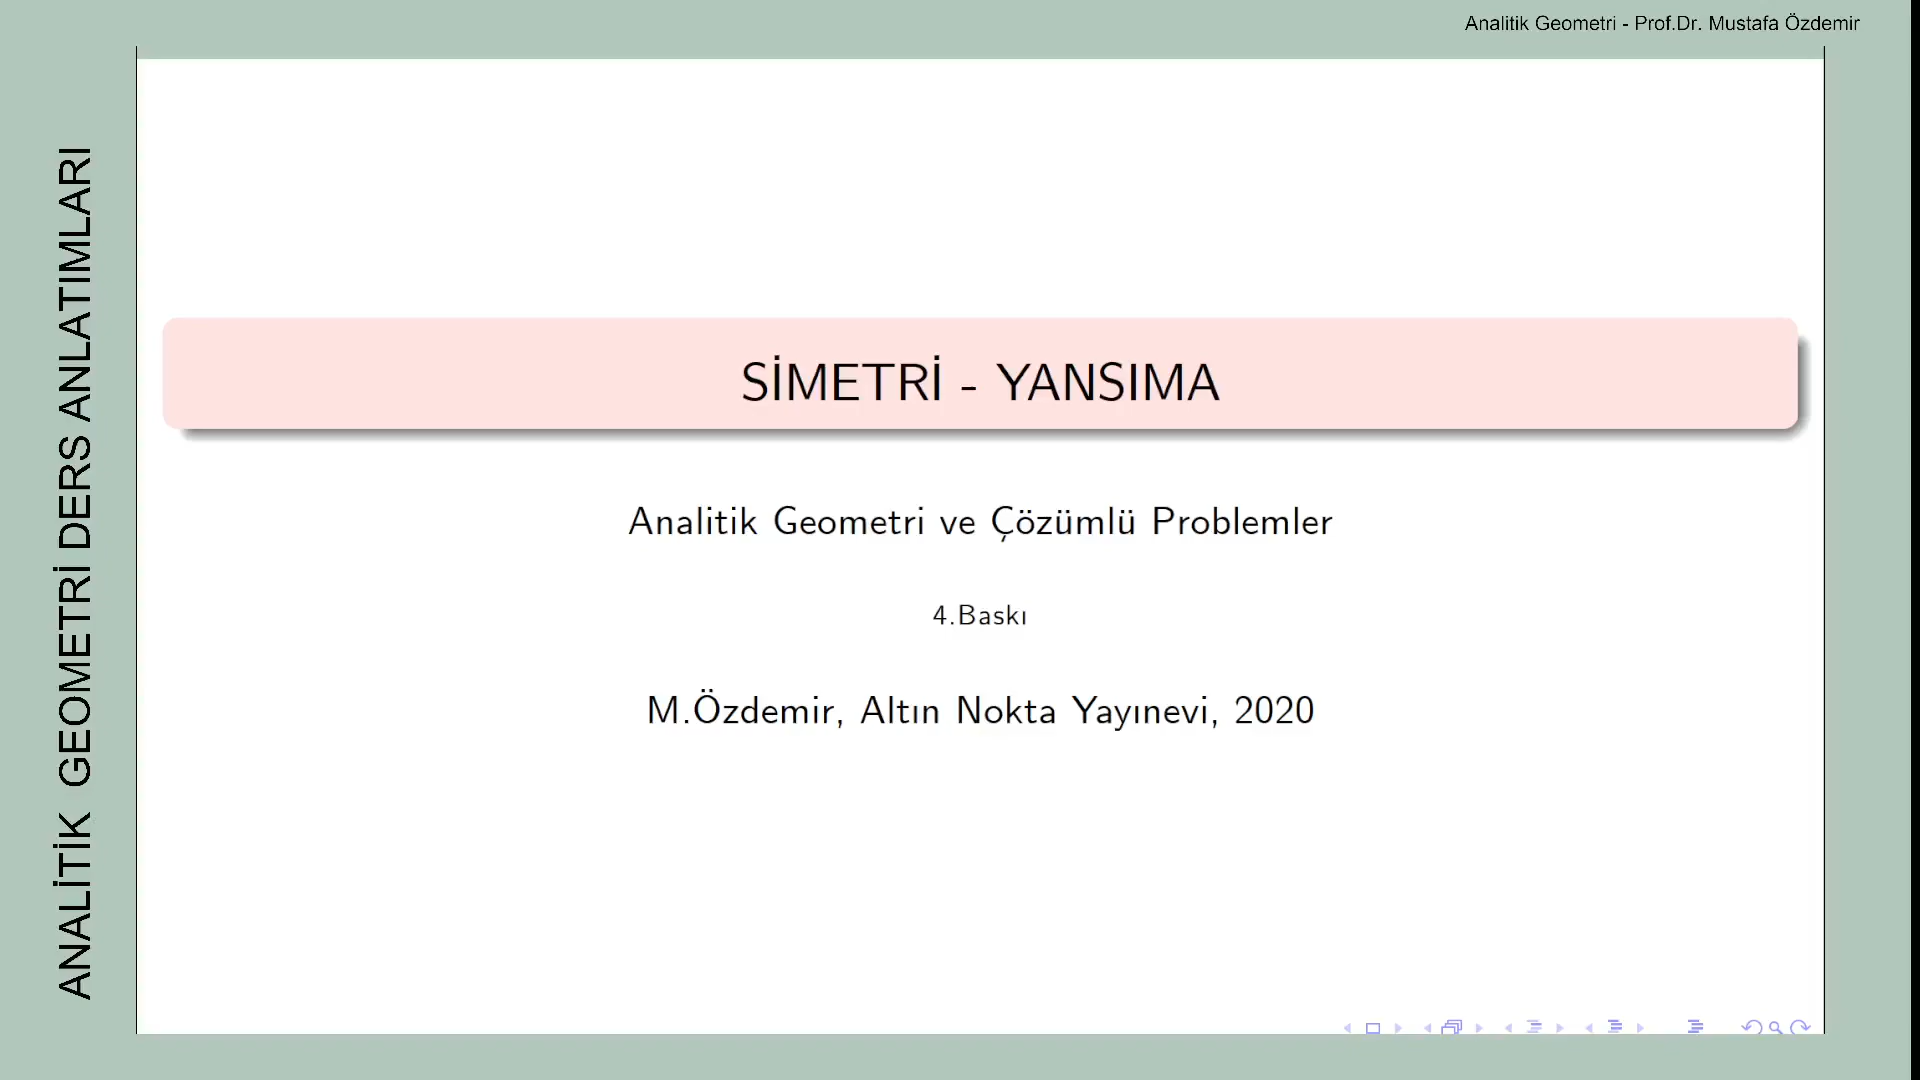 Analitik Geometri - Prof.Dr. Mustafa Özdemir
ANALİTİK GEOMETRİ DERS ANLATIMLARI
SİMETRİ - YANSIMA
Analitik Geometri ve Çözümlü Problemler
4.Baskı
M.Özdemir, Altın Nokta Yayınevi, 2020